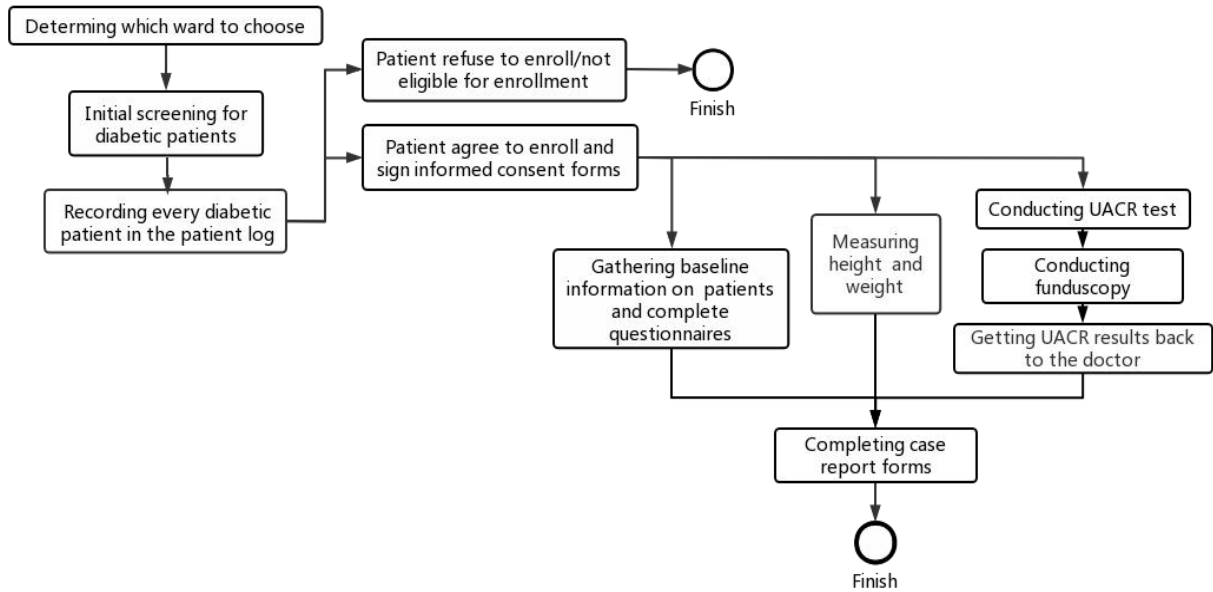 Determing which ward to choose
Initial screening for
diabetic patients
Recording every diabetic
patient in the patient log
Patient refuse to enroll/not
eligible for enrollment
Finish
Patient agree to enroll and
sign informed consent forms
Gathering baseline
information on patients
and complete
questionnaires
Measuring
height and
weight
Conducting UACR test
Conducting
funduscopy
Getting UACR results back
to the doctor
Completing case
report forms
Finish